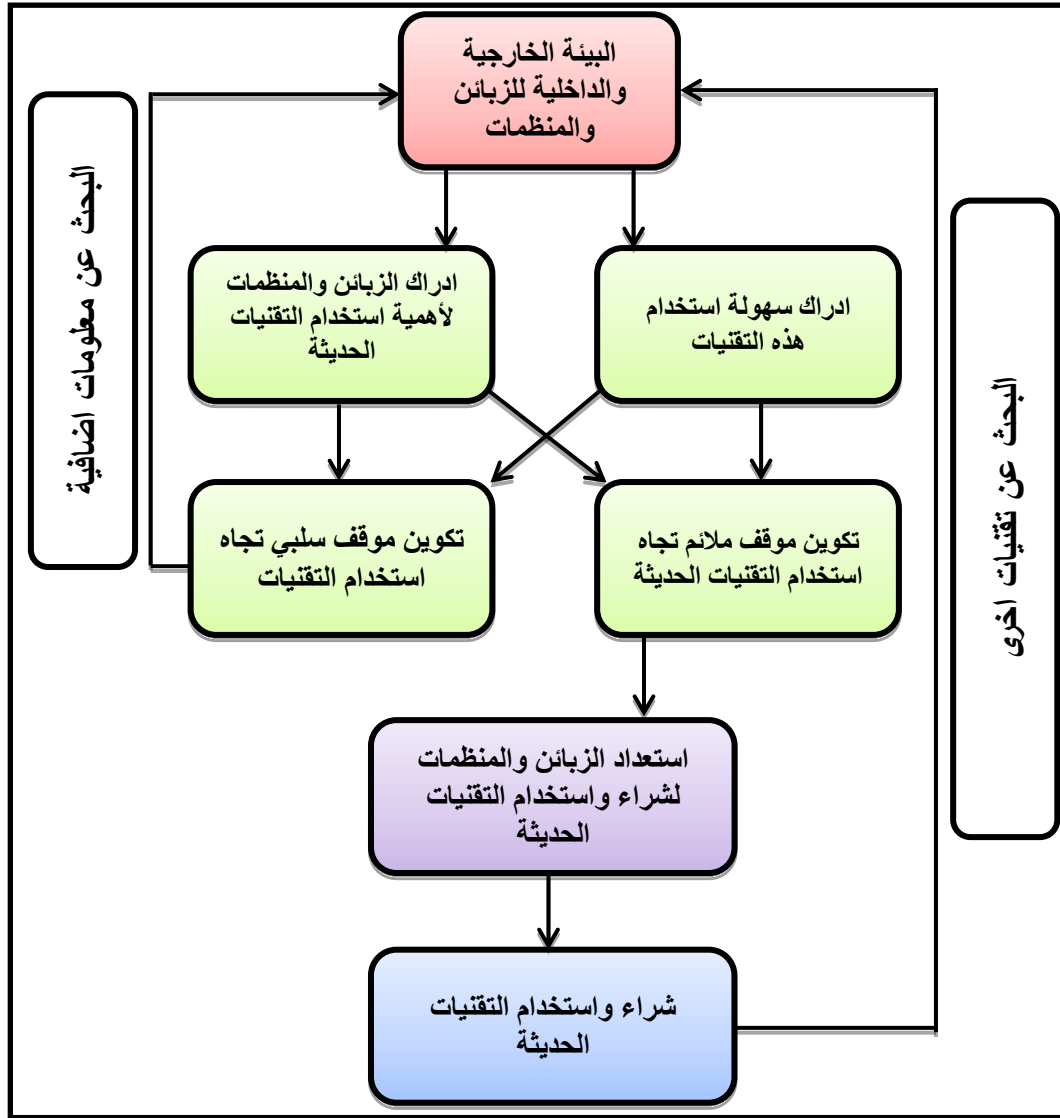 البيئة الخارجية
والداخلية للزبائن
والمنظمات
البحث عن معلومات اضافية
البحث عن تقنيات اخرى
ادراك سهولة استخدام
هذه التقنيات
ادراك الزبائن والمنظمات
لأهمية استخدام التقنيات
الحديثة
تكوين موقف ملائم تجاه
استخدام التقنيات الحديثة
تكوين موقف سلبي تجاه
استخدام التقنيات
استعداد الزبائن والمنظمات
لشراء واستخدام التقنيات
الحديثة
شراء واستخدام التقنيات
الحديثة